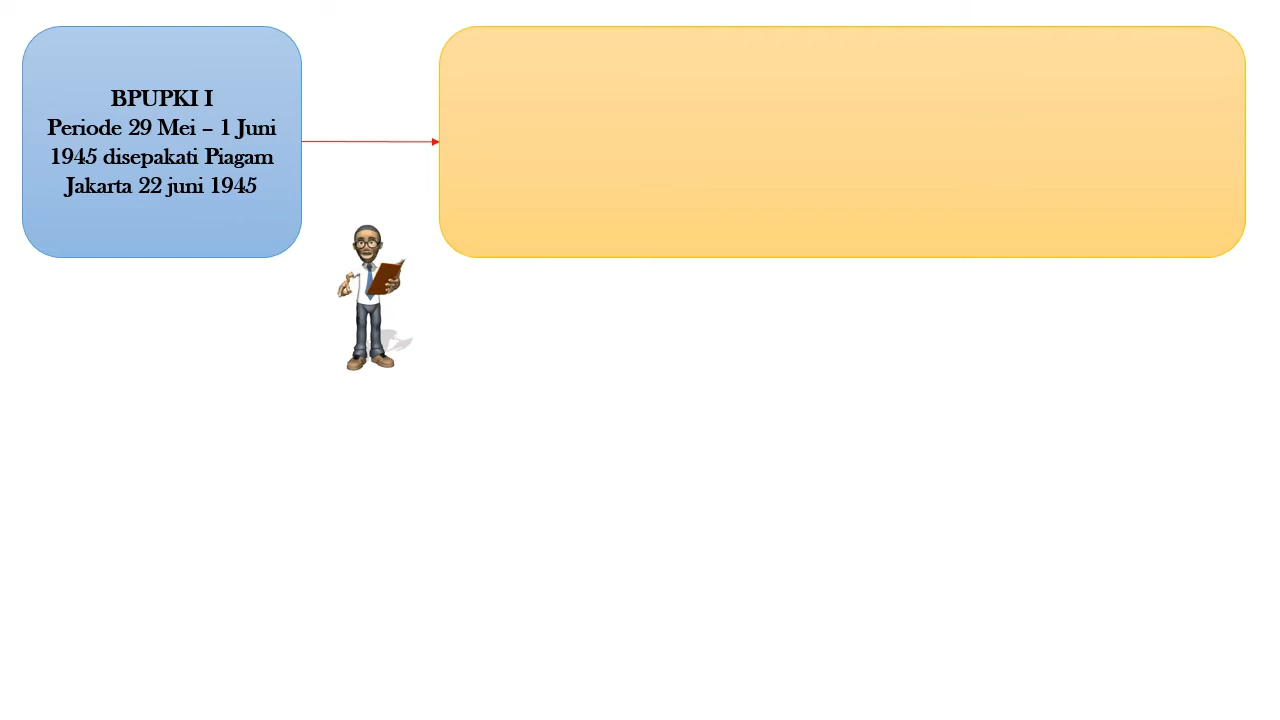 BPUPKI I
Periode 29 Mei – 1 Juni
1945 disepakati Piagam
Jakarta 22 juni 1945